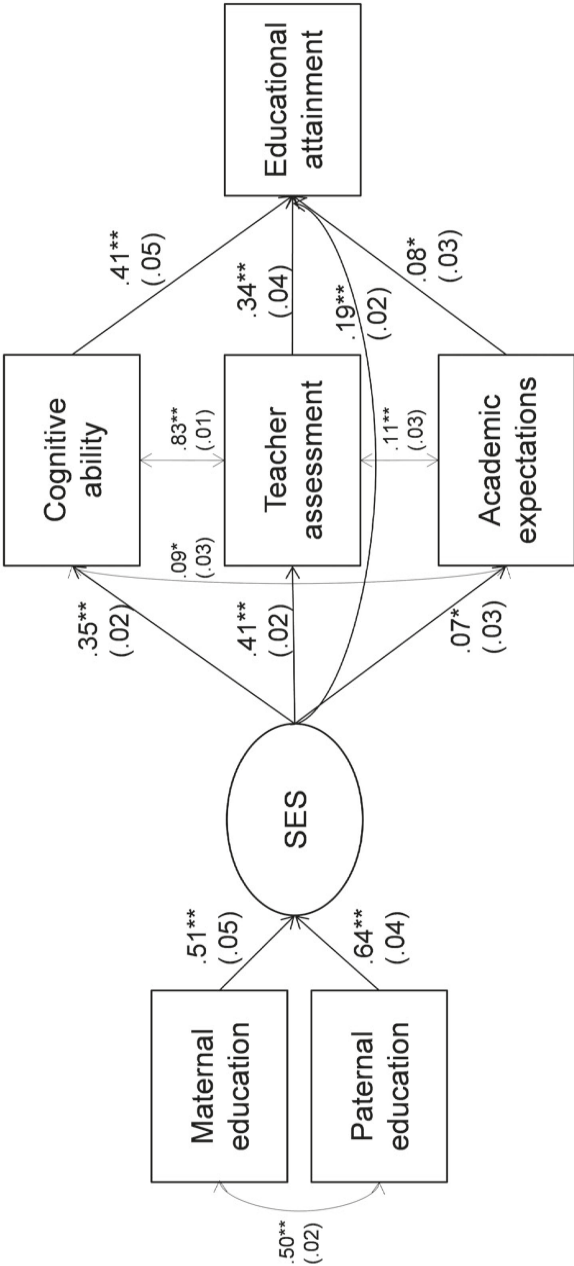 .50**
(.02)
Maternal
education
Paternal
education
.51**
(.05)
.64**
(.04)
SES
.35**
(.02)
.41**
(.02)
.07*
(.03)
.09*
(.03)
Cognitive
ability
.83**
(.01)
Teacher
assessment
.11**
(.03)
Academic
expectations
.41**
(.05)
.34**
(.04)
.19**
(.02)
.08*
(.03)
Educational
attainment